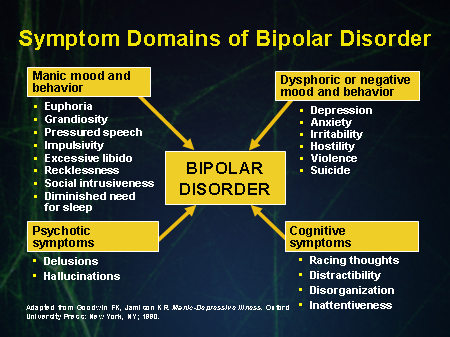 Symptom Domains of Bipolar Disorder
Manic mood and
behavior
• Euphoria
• Grandiosity
• Pressured speech
• Impulsivity
• Excessive libido
• Recklessness
• Social intrusiveness
• Diminished need
for sleep
Dysphoric or negative
mood and behavior
• Depression
• Anxiety
• Irritability
• Hostility
• Violence
• Suicide
BIPOLAR
DISORDER
Psychotic
symptoms
• Delusions
• Hallucinations
Cognitive
symptoms
• Racing thoughts
• Distractibility
• Disorganization
• Inattentiveness
Adapted from Goodwin FK, Jamison KR. Manic-Depressive Illness. Oxford
University Press: New York, NY; 1990.